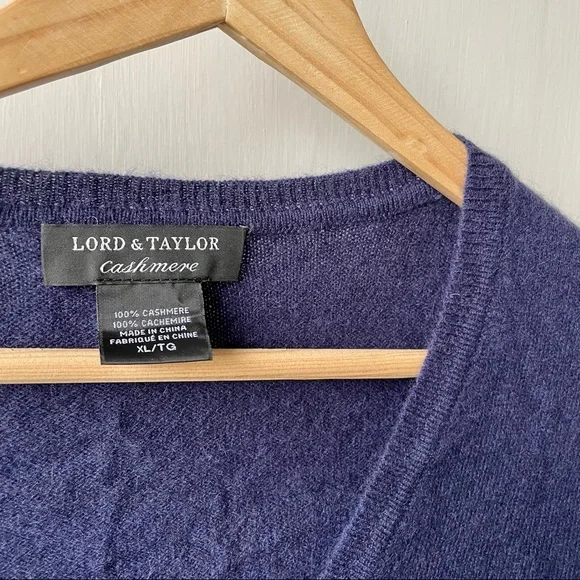 LORD & TAYLOR
Cashmere
100% CASHMERE
100% CACHEMIRE
MADE IN CHINA
FABRIQUÉ EN CHINE
XL/TG